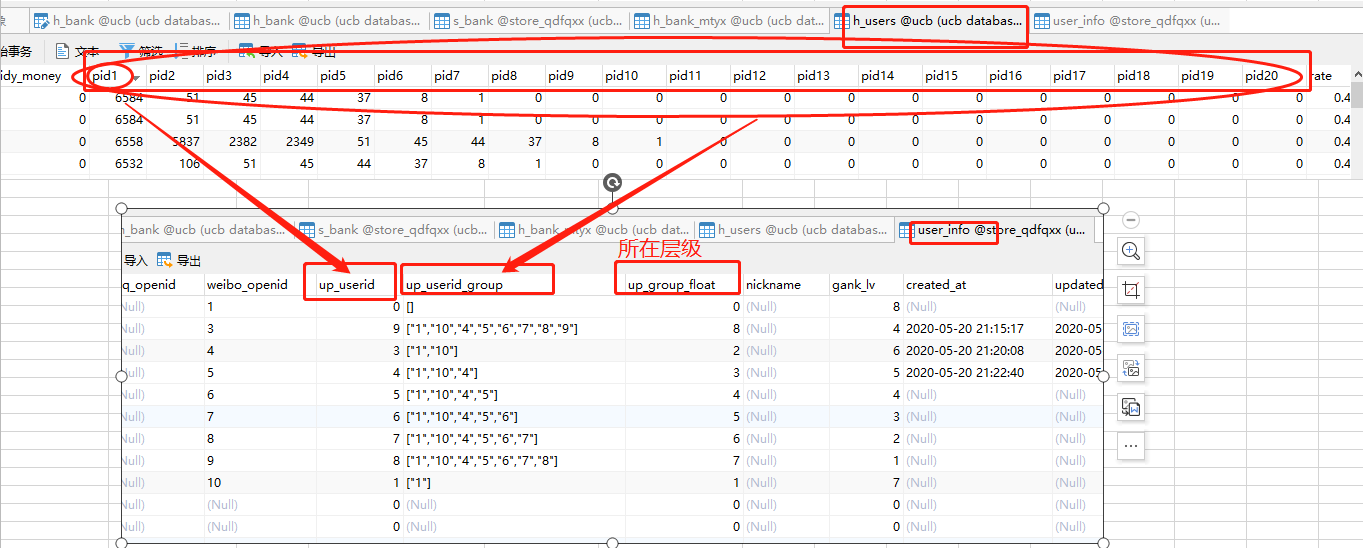 h_bank @ucb (ucb databas... h_bank @ucb (ucb databas... s_bank @store_qdfqxx (ucb... h_bank_mtyx @ucb (ucb dat... h_users @ucb (ucb databas... user_info @store_qdfqxx (u...
始事务 文本 筛选 排序 导入 导出
idy_money pid1 pid2 pid3 pid4 pid5 pid6 pid7 pid8 pid9 pid10 pid11 pid12 pid13 pid14 pid15 pid16 pid17 pid18 pid19 pid20 rate
0 6584 51 45 44 37 8 1 0 0 0 0 0 0 0 0 0 0 0 0 0 0.4
0 6584 51 45 44 37 8 1 0 0 0 0 0 0 0 0 0 0 0 0 0 0.4
0 6558 5837 2382 2349 51 45 44 37 8 1 0 0 0 0 0 0 0 0 0 0 0.4
0 6532 106 51 45 44 37 8 1 0 0 0 0 0 0 0 0 0 0 0 0 0.4
h_bank @ucb (ucb databas... s_bank @store_qdfqxx (ucb... h_bank_mtyx @ucb (ucb dat... h_users @ucb (ucb databas... user_info @store_qdfqxx (u...
所在层级
导入 导出
q_openid weibo_openid up_userid up_userid_group up_group_float nickname gank_lv created_at updated
Null) 1 0 [] 0 (Null) 8 (Null) (Null)
Null) 3 9 ["1","10","4","5","6","7","8","9"] 8 (Null) 4 2020-05-20 21:15:17 2020-05
Null) 4 3 ["1","10"] 2 (Null) 6 2020-05-20 21:20:08 2020-05
Null) 5 4 ["1","10","4"] 3 (Null) 5 2020-05-20 21:22:40 2020-05
Null) 6 5 ["1","10","4","5"] 4 (Null) 4 (Null) (Null)
Null) 7 6 ["1","10","4","5","6"] 5 (Null) 3 (Null) (Null)
Null) 8 7 ["1","10","4","5","6","7"] 6 (Null) 2 (Null) (Null)
Null) 9 8 ["1","10","4","5","6","7","8"] 7 (Null) 1 (Null) (Null)
Null) 10 1 ["1"] 1 (Null) 7 (Null) (Null)
Null) (Null) 0 (Null) 0 (Null) 0 (Null) (Null)
Null) (Null) 0 (Null) 0 (Null) 0 (Null) (Null)